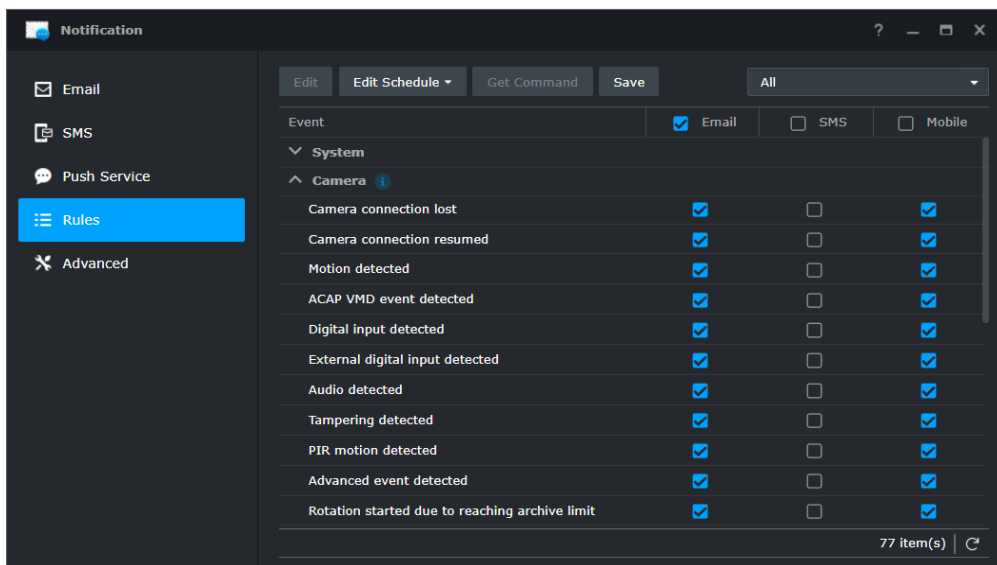 Notification
?
Email
SMS
Push Service
Rules
Advanced
Edit
Edit Schedule
Get Command
Save
All
Event Email SMS Mobile
System
Camera i
Camera connection lost
Camera connection resumed
Motion detected
ACAP VMD event detected
Digital input detected
External digital input detected
Audio detected
Tampering detected
PIR motion detected
Advanced event detected
Rotation started due to reaching archive limit
77 item(s)